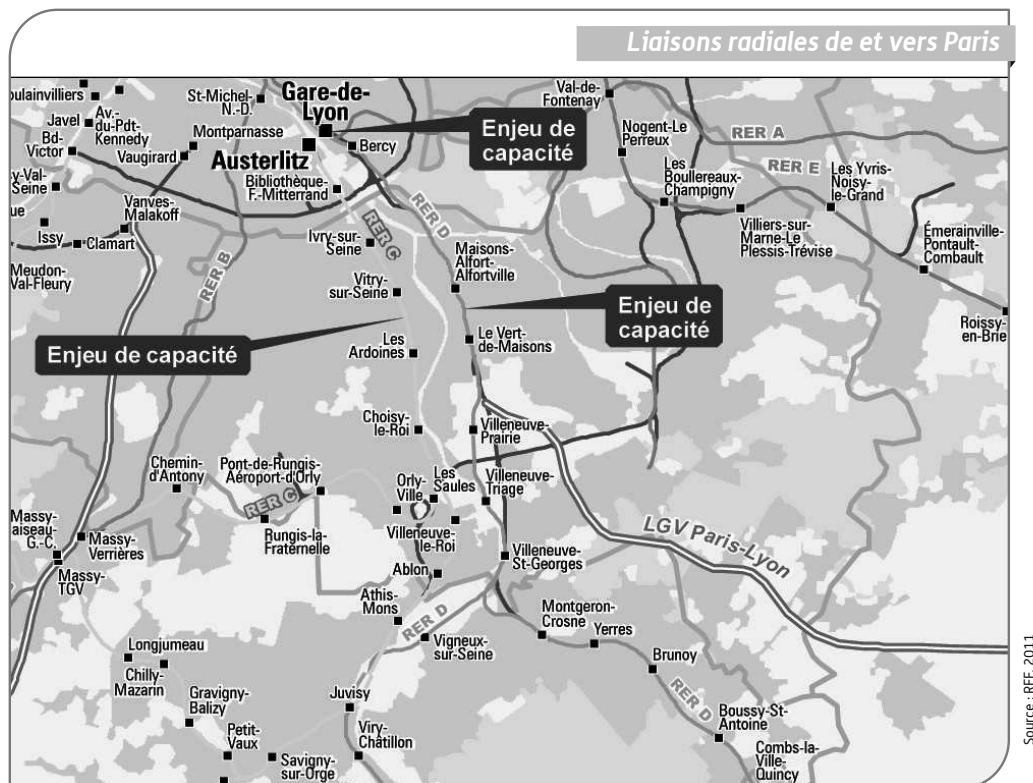 Liaisons radiales de et vers Paris
oulainvilliers
Javel
Av.-
du-Pdt-
Kennedy
Bd-
Victor
St-Michel-
N.-D.
Montparnasse
Vaugirard
Gare-de-
Lyon
Austerlitz
Bercy
Bibliothèque-
F.-Mitterrand
Enjeu de
capacité
Val-de-
Fontenay
Nogent-Le
Perreux
RER A
RER E
Les
Boullereaux-
Champigny
Les Yvris-
Noisy-
le-Grand
Villiers-sur-
Marne-Le
Plessis-Trévise
Émerainville-
Pontault-
Combault
Roissy-
en-Brie
y-Val-
Seine
ue
Issy
Vanves-
Malakoff
Clamart
Meudon-
Val-Fleury
RER B
Ivry-sur-
Seine
RER C
RER D
Maisons-
Alfort-
Alfortville
Vitry-
sur-Seine
Enjeu de
capacité
Enjeu de capacité
Les
Ardoines
Le Vert-
de-Maisons
Choisy-
le-Roi
Villeneuve-
Prairie
Chemin-
d'Antony
Pont-de-Rungis-
Aéroport-d'Orly
RER C
Rungis-la-
Fraternelle
Orly-
Ville
Les
Saules
Villeneuve-
Triage
Villeneuve-
le-Roi
Massy-
alaiseau-
G.-C.
Massy-
Verrières
Massy-
TGV
LGV Paris-Lyon
Villeneuve-
St-Georges
Ablon
Athis-
Mons
RER D
Vigneux-
sur-Seine
Montgeron-
Crosne
Yerres
Brunoy
RER D
Boussy-St-
Antoine
Combs-la-
Ville-
Quincy
Longjumeau
Chilly-
Mazarin
Gravigny-
Balizy
Petit-
Vaux
Savigny-
sur-Orge
Juvisy
Viry-
Châtillon
Source : RFF, 2011